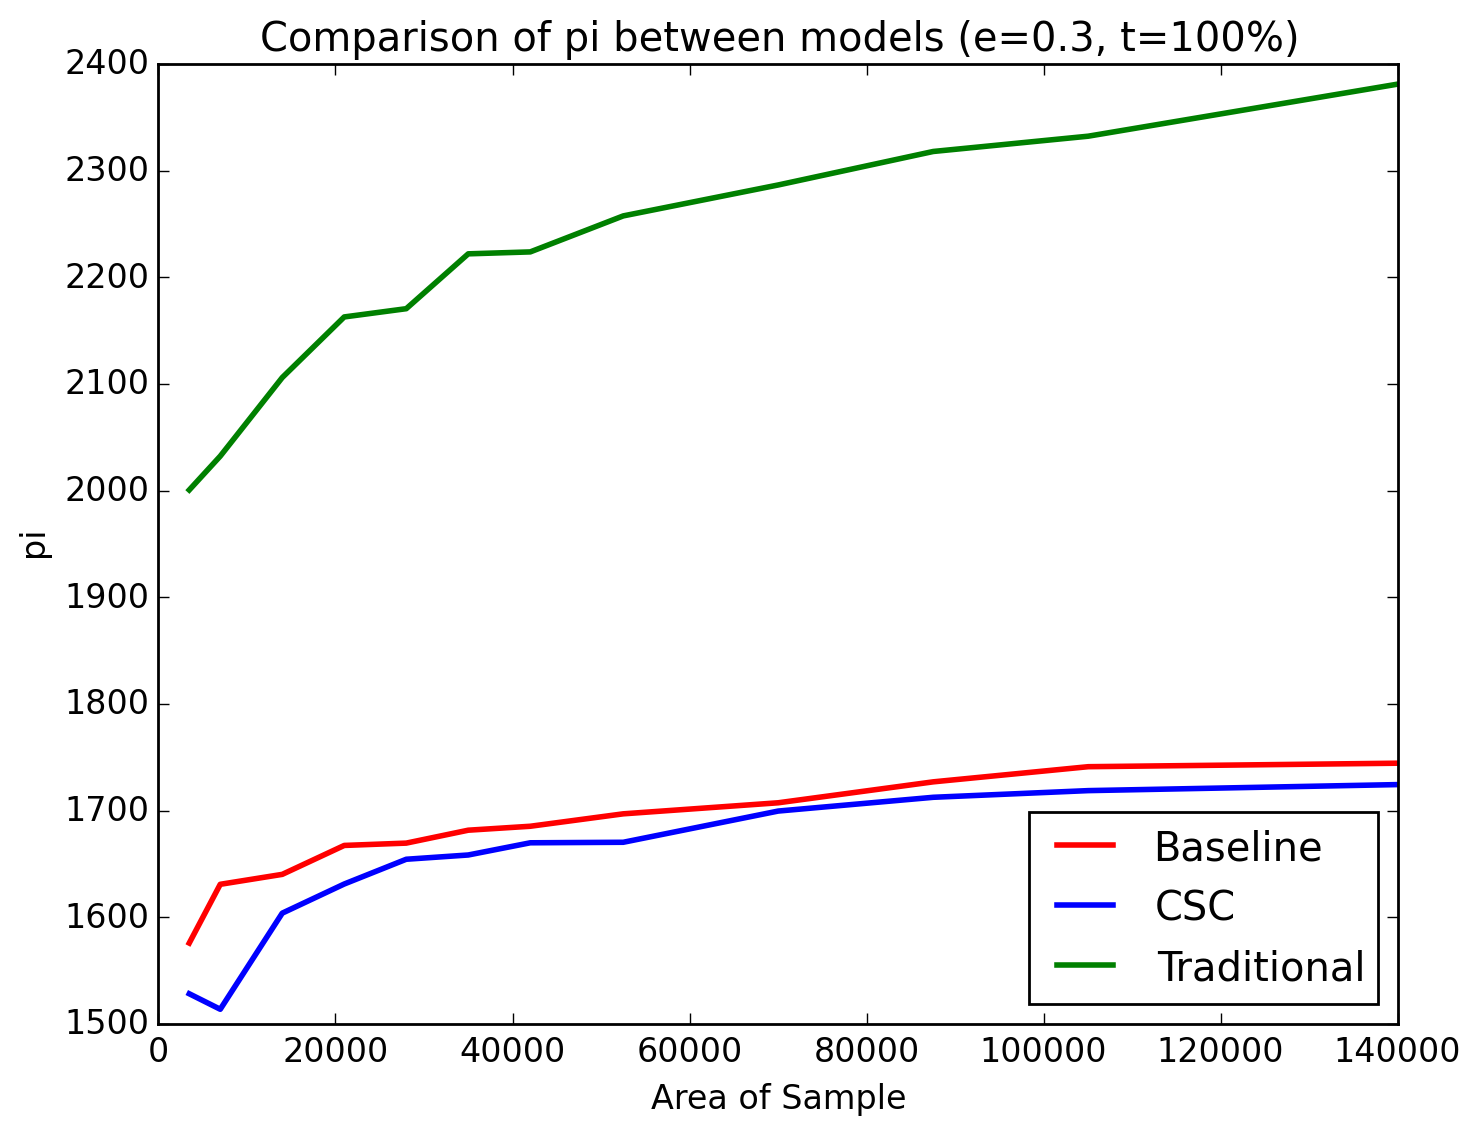 Comparison of pi between models (e=0.3, t=100%)
2400
2300
2200
2100
2000
1900
1800
1700
1600
1500
pi
0 20000 40000 60000 80000 100000 120000 140000
Area of Sample
Baseline
CSC
Traditional